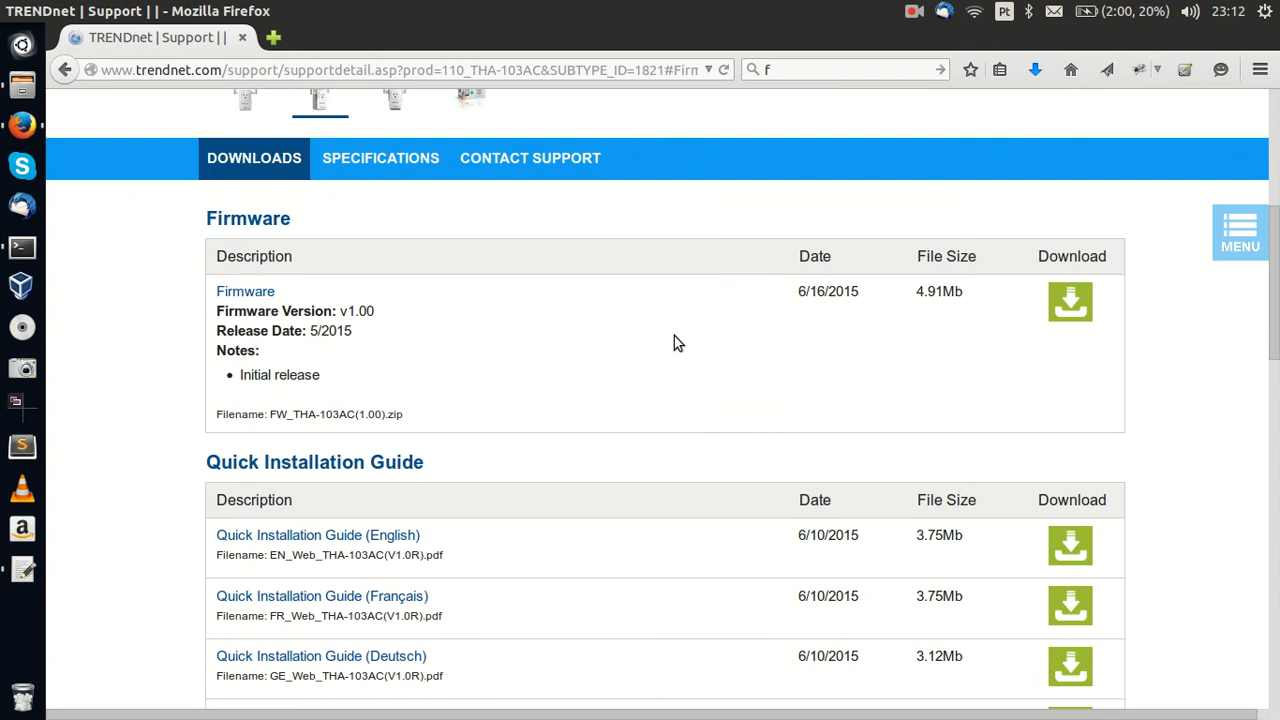 TRENDnet | Support | | - Mozilla Firefox
Pt
(2:00, 20%)
23:12
TRENDnet | Support | |
www.trendnet.com/support/supportdetail.asp?prod=110_THA-103AC&SUBTYPE_ID=1821#Firm
f
DOWNLOADS SPECIFICATIONS CONTACT SUPPORT
MENU
Firmware
Description Date File Size Download
Firmware 6/16/2015 4.91Mb
Firmware Version: v1.00
Release Date: 5/2015
Notes:
• Initial release
Filename: FW_THA-103AC(1.00).zip
Quick Installation Guide
Description Date File Size Download
Quick Installation Guide (English) 6/10/2015 3.75Mb
Filename: EN_Web_THA-103AC(V1.0R).pdf
Quick Installation Guide (Français) 6/10/2015 3.75Mb
Filename: FR_Web_THA-103AC(V1.0R).pdf
Quick Installation Guide (Deutsch) 6/10/2015 3.12Mb
Filename: GE_Web_THA-103AC(V1.0R).pdf